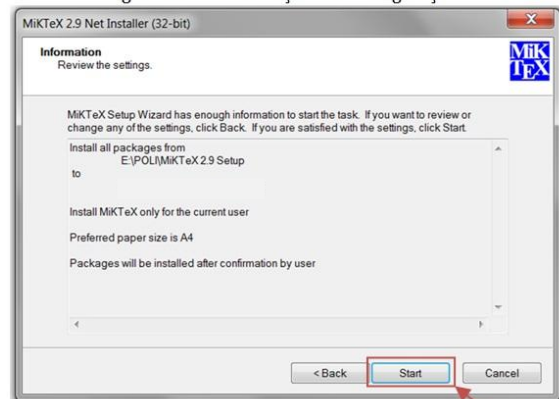 MiKTeX 2.9 Net Installer (32-bit)
Information
Review the settings.
MiK
TEX
MiKTeX Setup Wizard has enough information to start the task. If you want to review or
change any of the settings, click Back. If you are satisfied with the settings, click Start.
Install all packages from
E:\POLI\MiKTeX 2.9 Setup
to
Install MiKTeX only for the current user
Preferred paper size is A4
Packages will be installed after confirmation by user
< Back Start Cancel